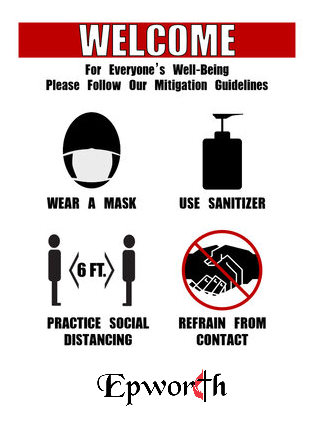 WELCOME
For Everyone's Well-Being
Please Follow Our Mitigation Guidelines
WEAR A MASK
USE SANITIZER
6 FT.
PRACTICE SOCIAL
DISTANCING
REFRAIN FROM
CONTACT
Epworth